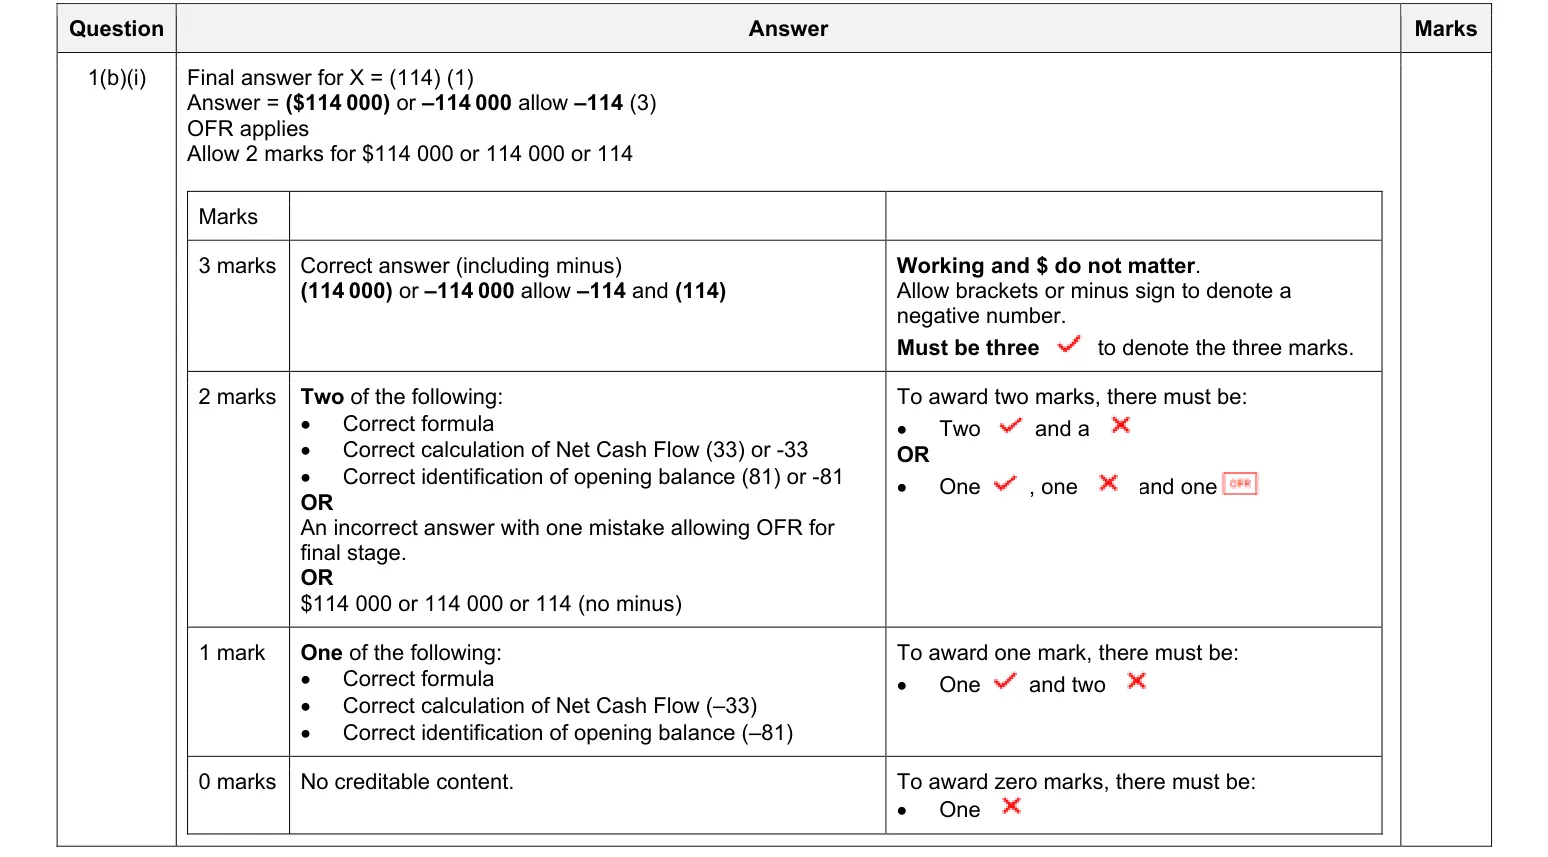 Question Answer Marks
1(b)(i) Final answer for X = (114) (1)
Answer = ($114 000) or –114 000 allow –114 (3)
OFR applies
Allow 2 marks for $114 000 or 114 000 or 114
Marks
3 marks Correct answer (including minus)
(114 000) or –114 000 allow –114 and (114)
Working and $ do not matter.
Allow brackets or minus sign to denote a
negative number.
Must be three ✓ to denote the three marks.
2 marks Two of the following:
• Correct formula
• Correct calculation of Net Cash Flow (33) or -33
• Correct identification of opening balance (81) or -81
OR
An incorrect answer with one mistake allowing OFR for
final stage.
OR
$114 000 or 114 000 or 114 (no minus)
To award two marks, there must be:
• Two ✓ and a ✗
OR
• One ✓ , one ✗ and one OFR
1 mark One of the following:
• Correct formula
• Correct calculation of Net Cash Flow (–33)
• Correct identification of opening balance (–81)
To award one mark, there must be:
• One ✓ and two ✗
0 marks No creditable content.
To award zero marks, there must be:
• One ✗